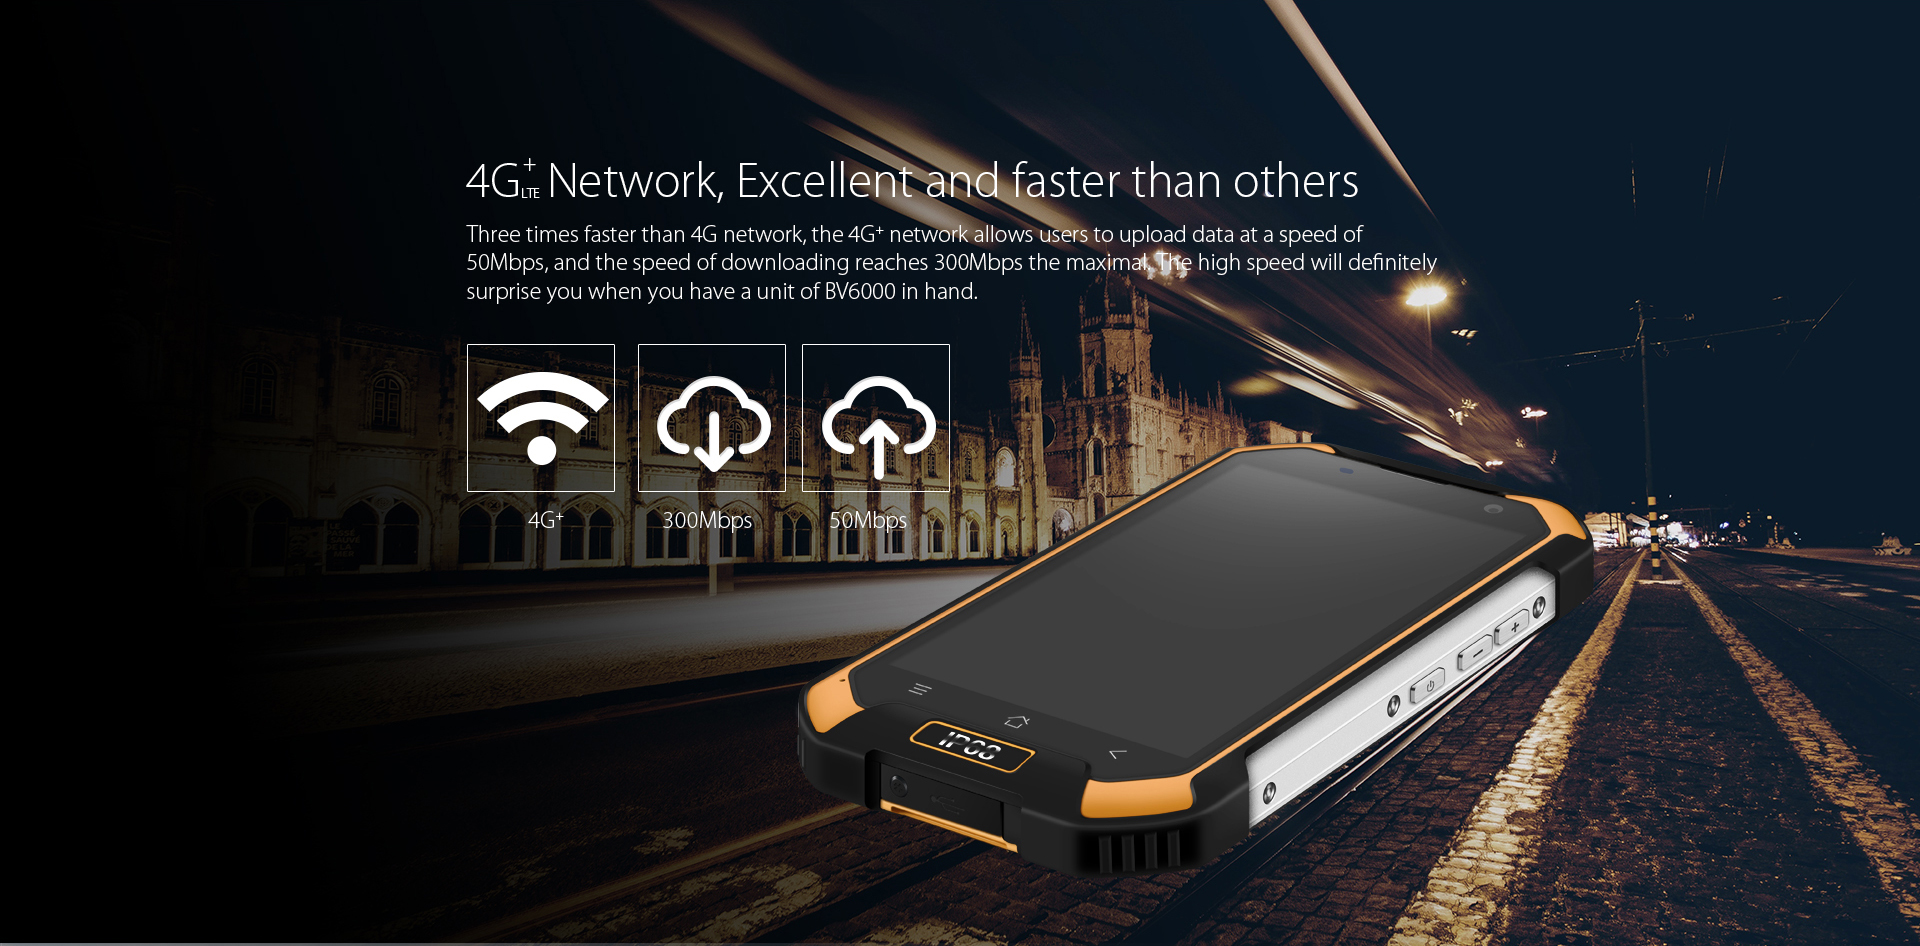 4G+ LTE Network, Excellent and faster than others
Three times faster than 4G network, the 4G+ network allows users to upload data at a speed of
50Mbps, and the speed of downloading reaches 300Mbps the maximal. The high speed will definitely
surprise you when you have a unit of BV6000 in hand.
4G+ 300Mbps 50Mbps
IP68